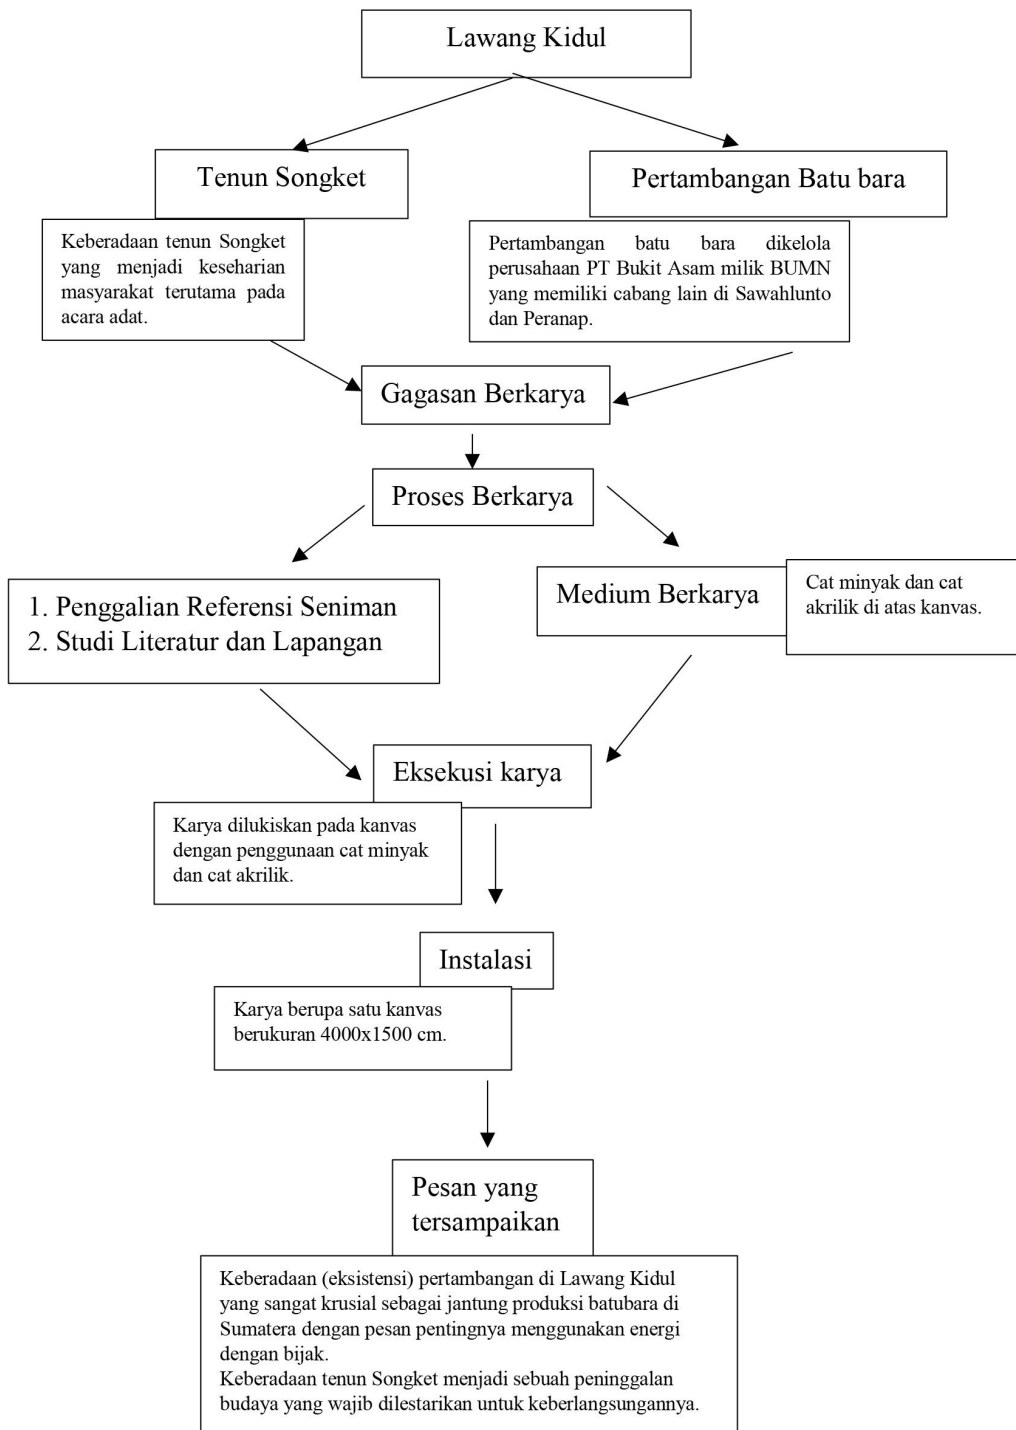 Lawang Kidul
Tenun Songket
Keberadaan tenun Songket
yang menjadi keseharian
masyarakat terutama pada
acara adat.
Pertambangan Batu bara
Pertambangan batu bara dikelola
perusahaan PT Bukit Asam milik BUMN
yang memiliki cabang lain di Sawahlunto
dan Peranap.
Gagasan Berkarya
Proses Berkarya
1. Penggalian Referensi Seniman
2. Studi Literatur dan Lapangan
Medium Berkarya
Cat minyak dan cat
akrilik di atas kanvas.
Eksekusi karya
Karya dilukiskan pada kanvas
dengan penggunaan cat minyak
dan cat akrilik.
Instalasi
Karya berupa satu kanvas
berukuran 4000x1500 cm.
Pesan yang
tersampaikan
Keberadaan (eksistensi) pertambangan di Lawang Kidul
yang sangat krusial sebagai jantung produksi batubara di
Sumatera dengan pesan pentingnya menggunakan energi
dengan bijak.
Keberadaan tenun Songket menjadi sebuah peninggalan
budaya yang wajib dilestarikan untuk keberlangsungannya.